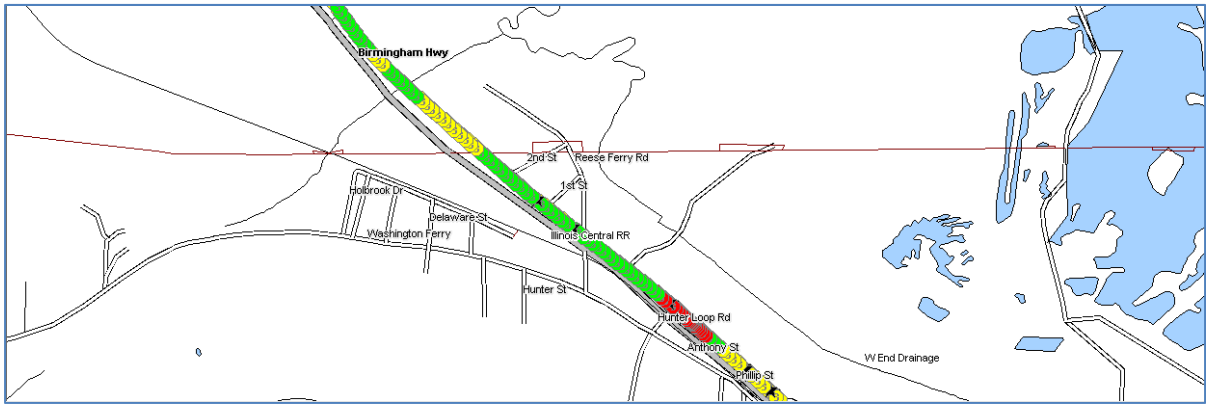 Birmingham Hwy
2nd St
Reese Ferry Rd
1st St
Holbrook Dr
Delaware St
Washington Ferry
Illinois Central RR
Hunter St
Hunter Loop Rd
Anthony St
W End Drainage
Phillip St